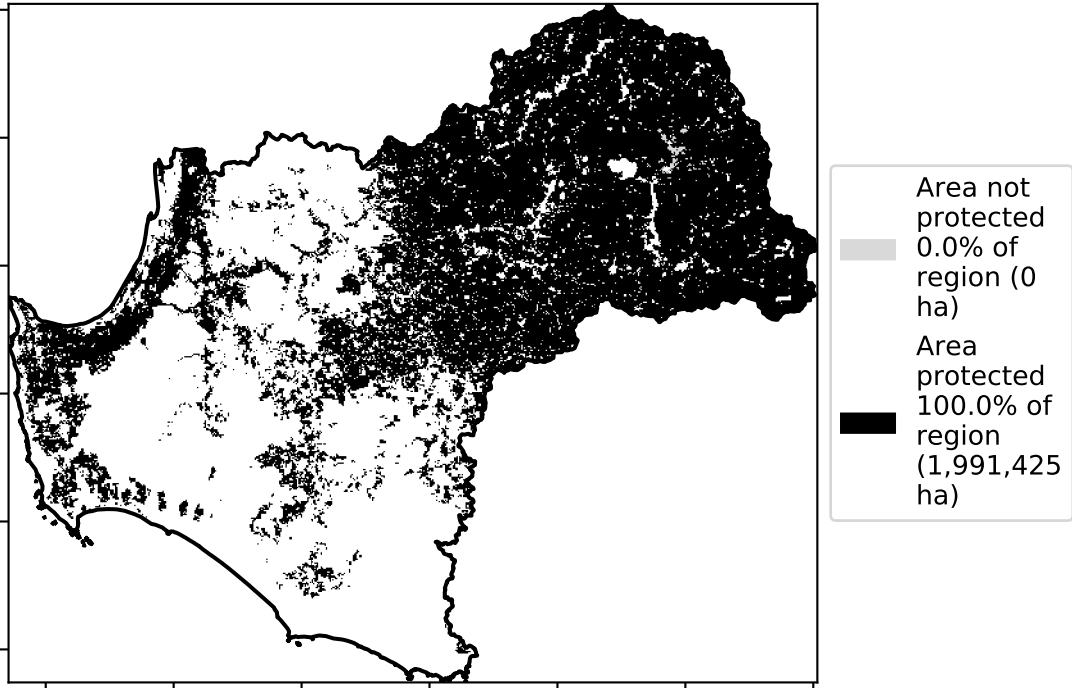 Area not
protected
0.0% of
region (0
ha)
Area
protected
100.0% of
region
(1,991,425
ha)